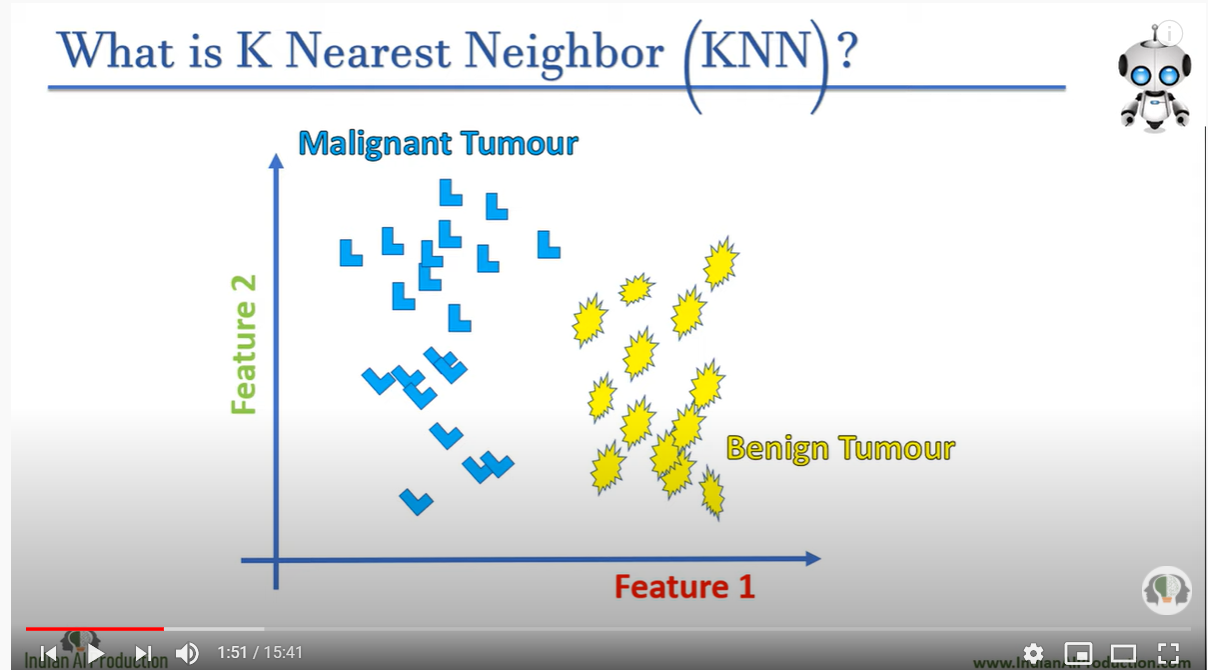 What is K Nearest Neighbor (KNN)?
i
Malignant Tumour
Feature 2
Benign Tumour
Feature 1
1:51 / 15:41
Indian AI Production
www.IndianAIProduction.com